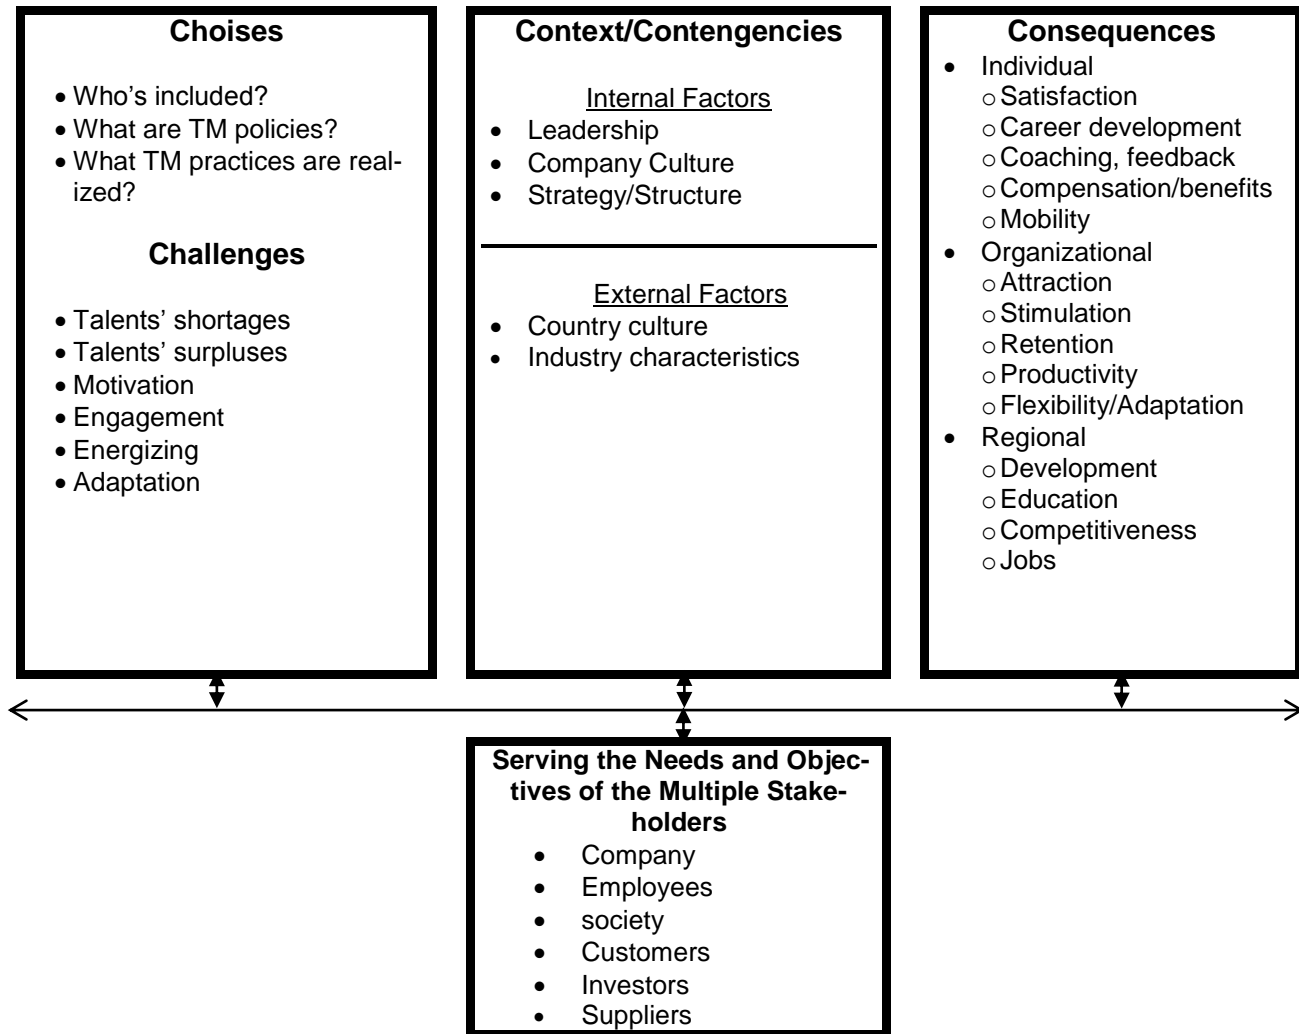 Choises
• Who's included?
• What are TM policies?
• What TM practices are real-
ized?
Challenges
• Talents' shortages
• Talents' surpluses
• Motivation
• Engagement
• Energizing
• Adaptation
Context/Contengencies
Internal Factors
• Leadership
• Company Culture
• Strategy/Structure
External Factors
• Country culture
• Industry characteristics
Consequences
• Individual
o Satisfaction
o Career development
o Coaching, feedback
o Compensation/benefits
o Mobility
• Organizational
o Attraction
o Stimulation
o Retention
o Productivity
o Flexibility/Adaptation
• Regional
o Development
o Education
o Competitiveness
o Jobs
Serving the Needs and Objec-
tives of the Multiple Stake-
holders
• Company
• Employees
• society
• Customers
• Investors
• Suppliers